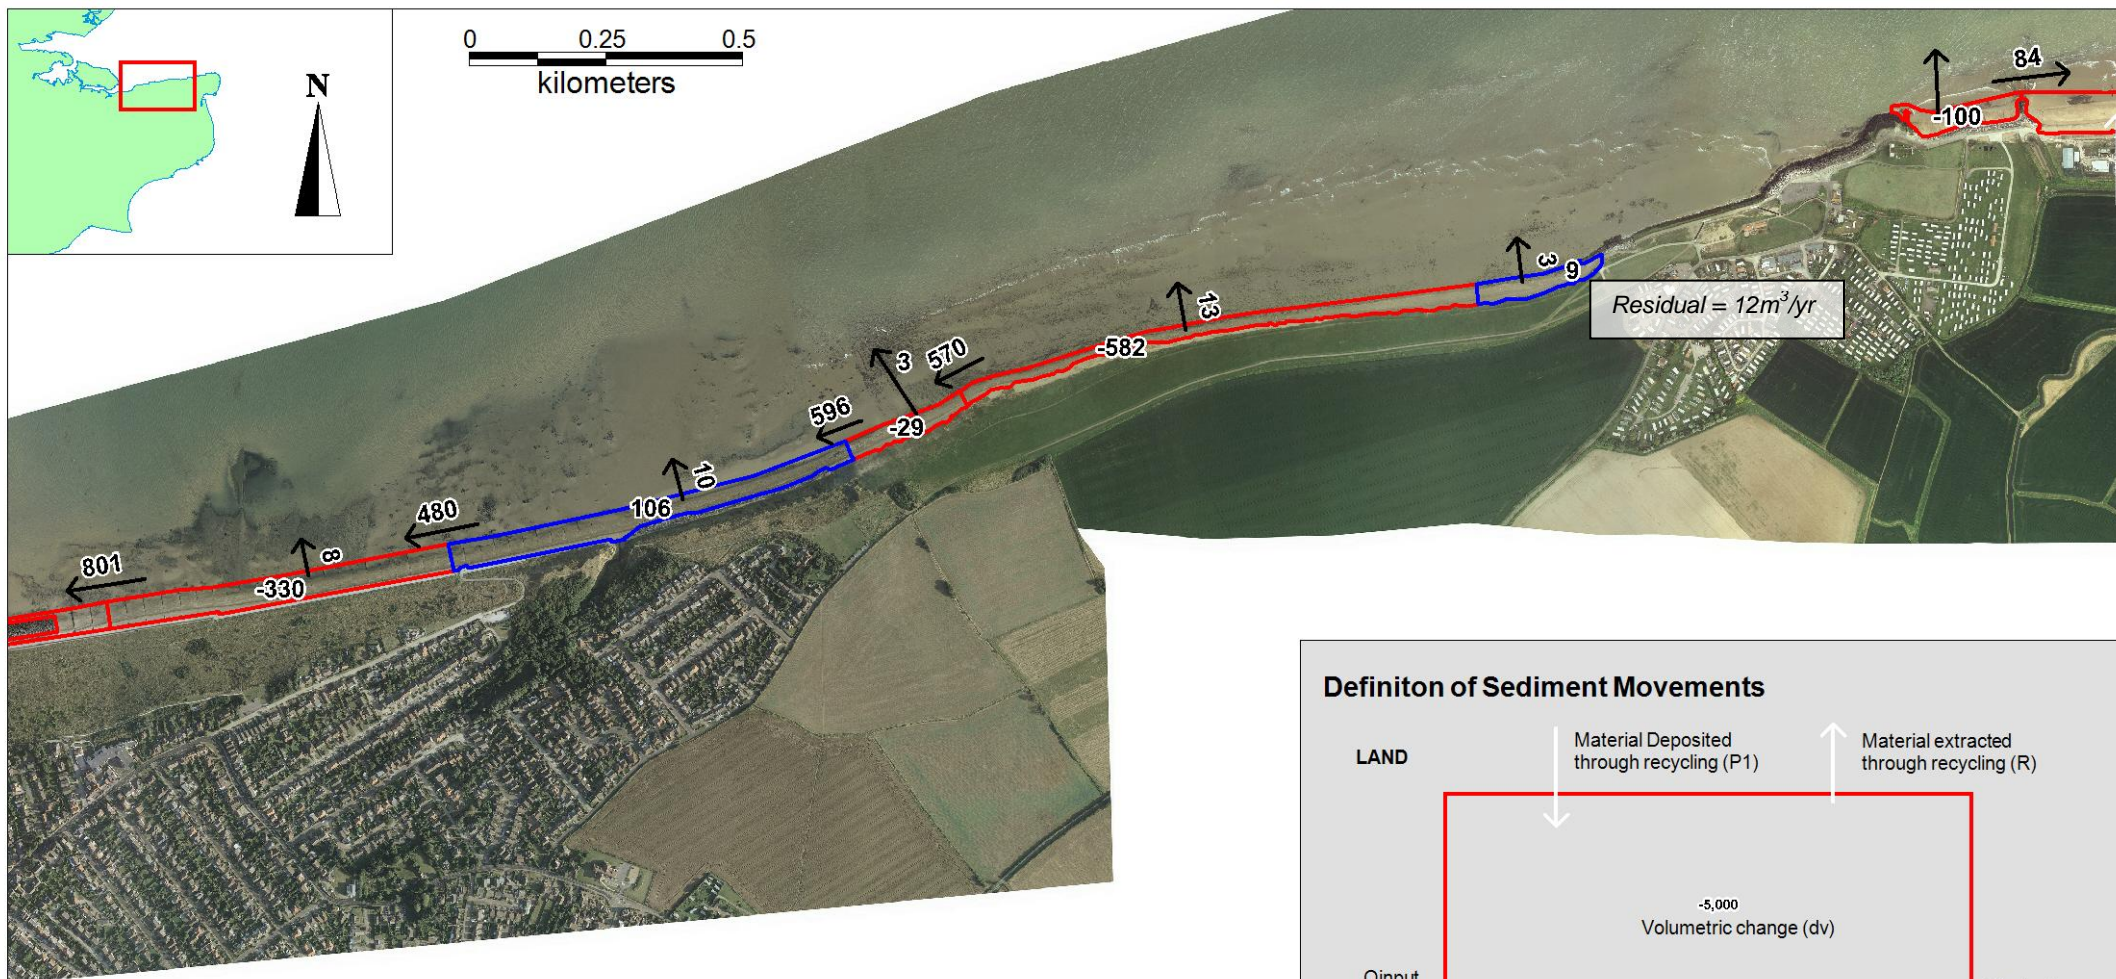 0 0.25 0.5
kilometers
N
84
-100
3
9
Residual = 12m³/yr
13
-582
570
3
-29
596
10
106
480
8
-330
801
Definiton of Sediment Movements
LAND
Material Deposited
through recycling (P1)
Material extracted
through recycling (R)
-5,000
Volumetric change (dv)
Qinput